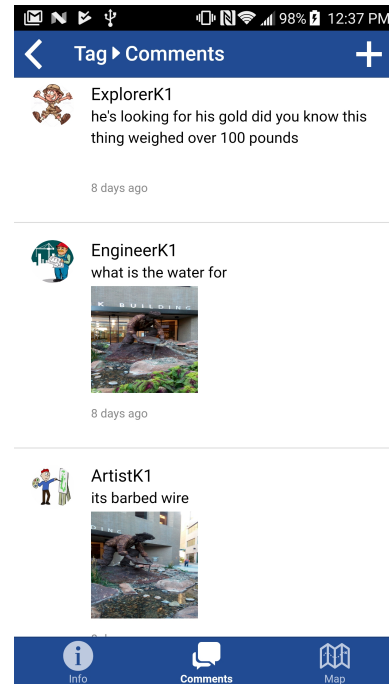 98% 12:37 PM
Tag Comments
ExplorerK1
he's looking for his gold did you know this
thing weighed over 100 pounds
8 days ago
EngineerK1
what is the water for
K BUILDING
8 days ago
ArtistK1
its barbed wire
Info
Comments
Map